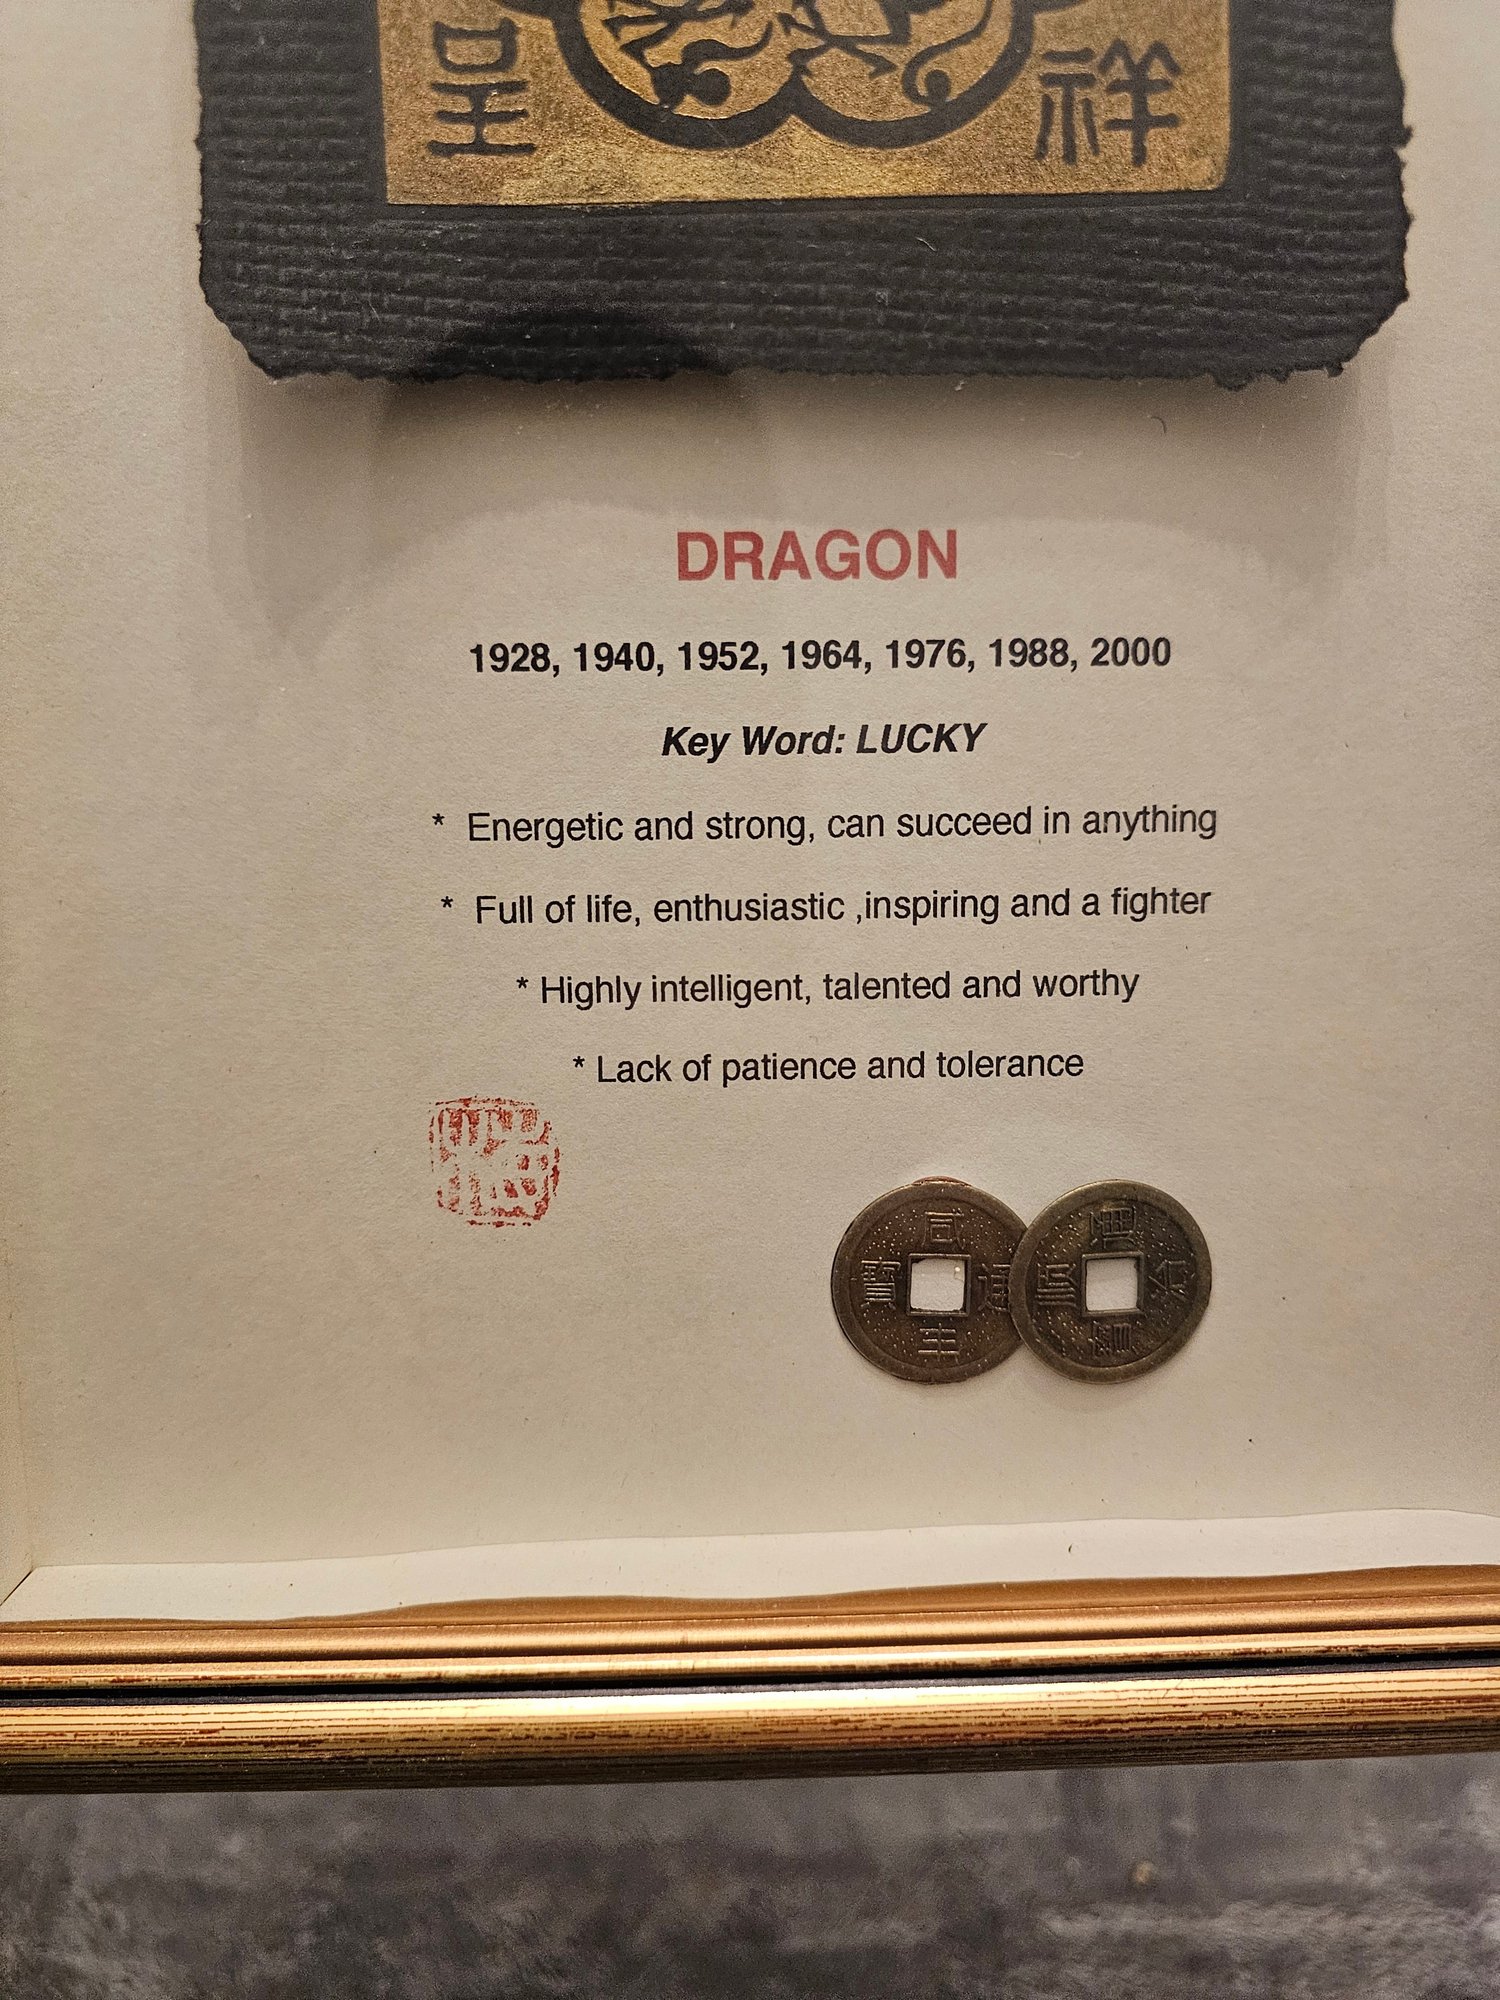 呈 祥
DRAGON
1928, 1940, 1952, 1964, 1976, 1988, 2000
Key Word: LUCKY
* Energetic and strong, can succeed in anything
* Full of life, enthusiastic ,inspiring and a fighter
* Highly intelligent, talented and worthy
* Lack of patience and tolerance